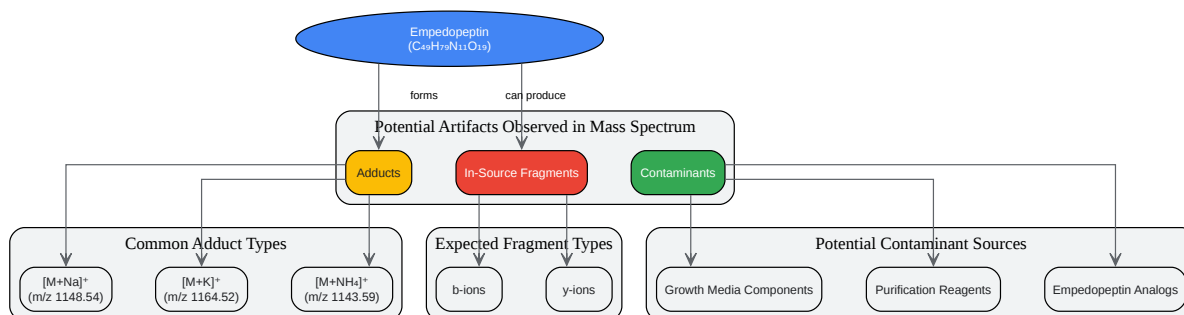 Empedopeptin
(C₄₉H₇₉N₁₁O₁₉)
forms
can produce
Potential Artifacts Observed in Mass Spectrum
Adducts
In-Source Fragments
Contaminants
Common Adduct Types
Expected Fragment Types
Potential Contaminant Sources
[M+Na]⁺
(m/z 1148.54)
[M+K]⁺
(m/z 1164.52)
[M+NH₄]⁺
(m/z 1143.59)
b-ions
y-ions
Growth Media Components
Purification Reagents
Empedopeptin Analogs